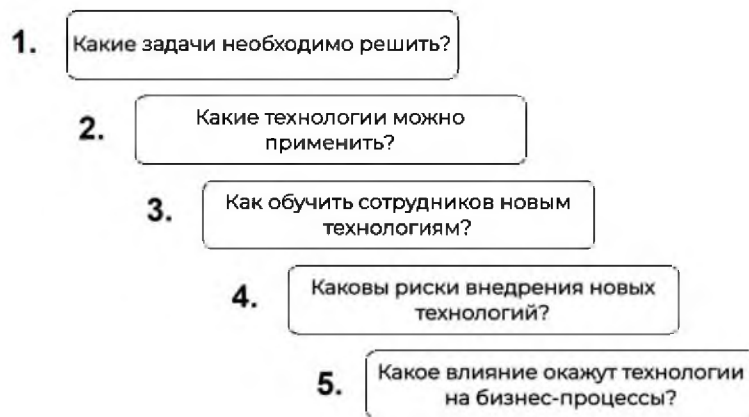 1. Какие задачи необходимо решить?
2. Какие технологии можно
применить?
3. Как обучить сотрудников новым
технологиям?
4. Каковы риски внедрения новых
технологий?
5. Какое влияние окажут технологии
на бизнес-процессы?